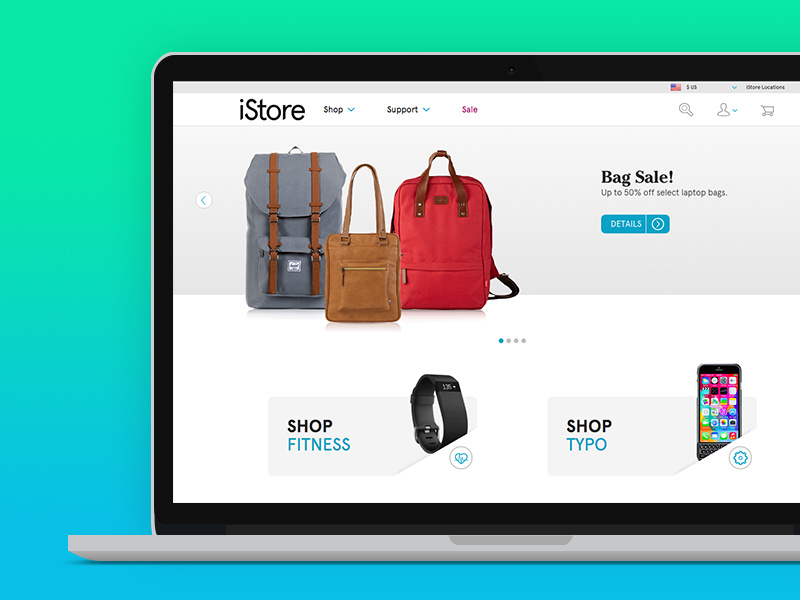 $ US
iStore Locations
iStore
Shop
Support
Sale
Bag Sale!
Up to 50% off select laptop bags.
DETAILS
SHOP
FITNESS
SHOP
TYPO